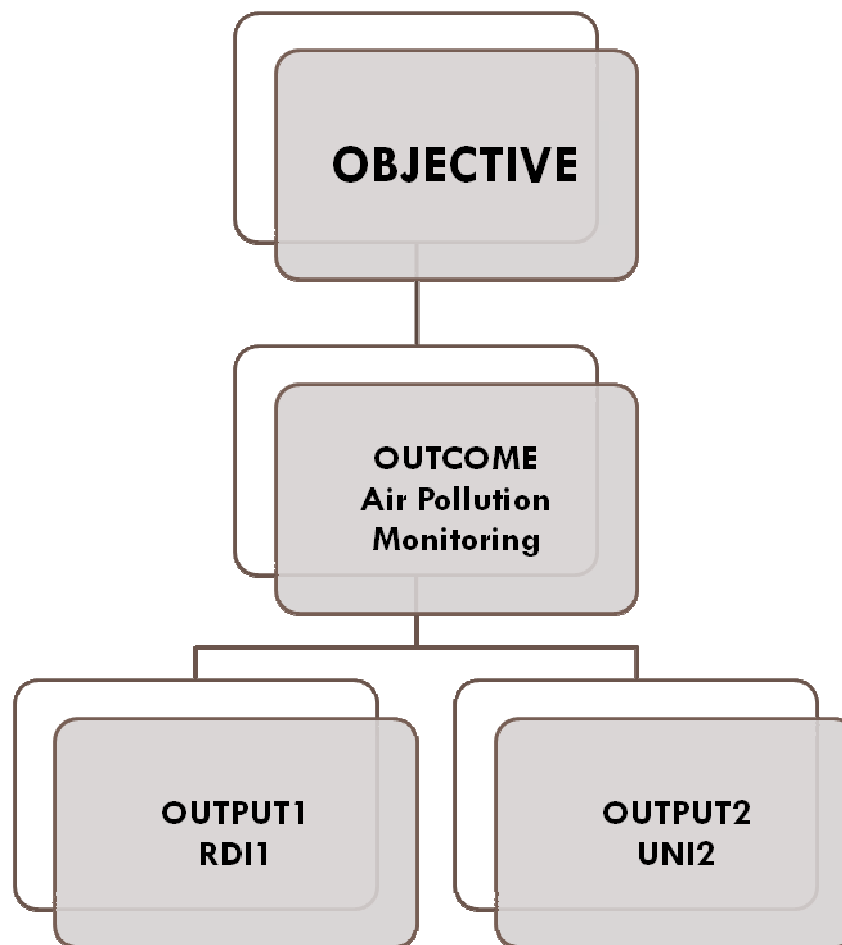 OBJECTIVE
OUTCOME
Air Pollution
Monitoring
OUTPUT1
RDI1
OUTPUT2
UNI2